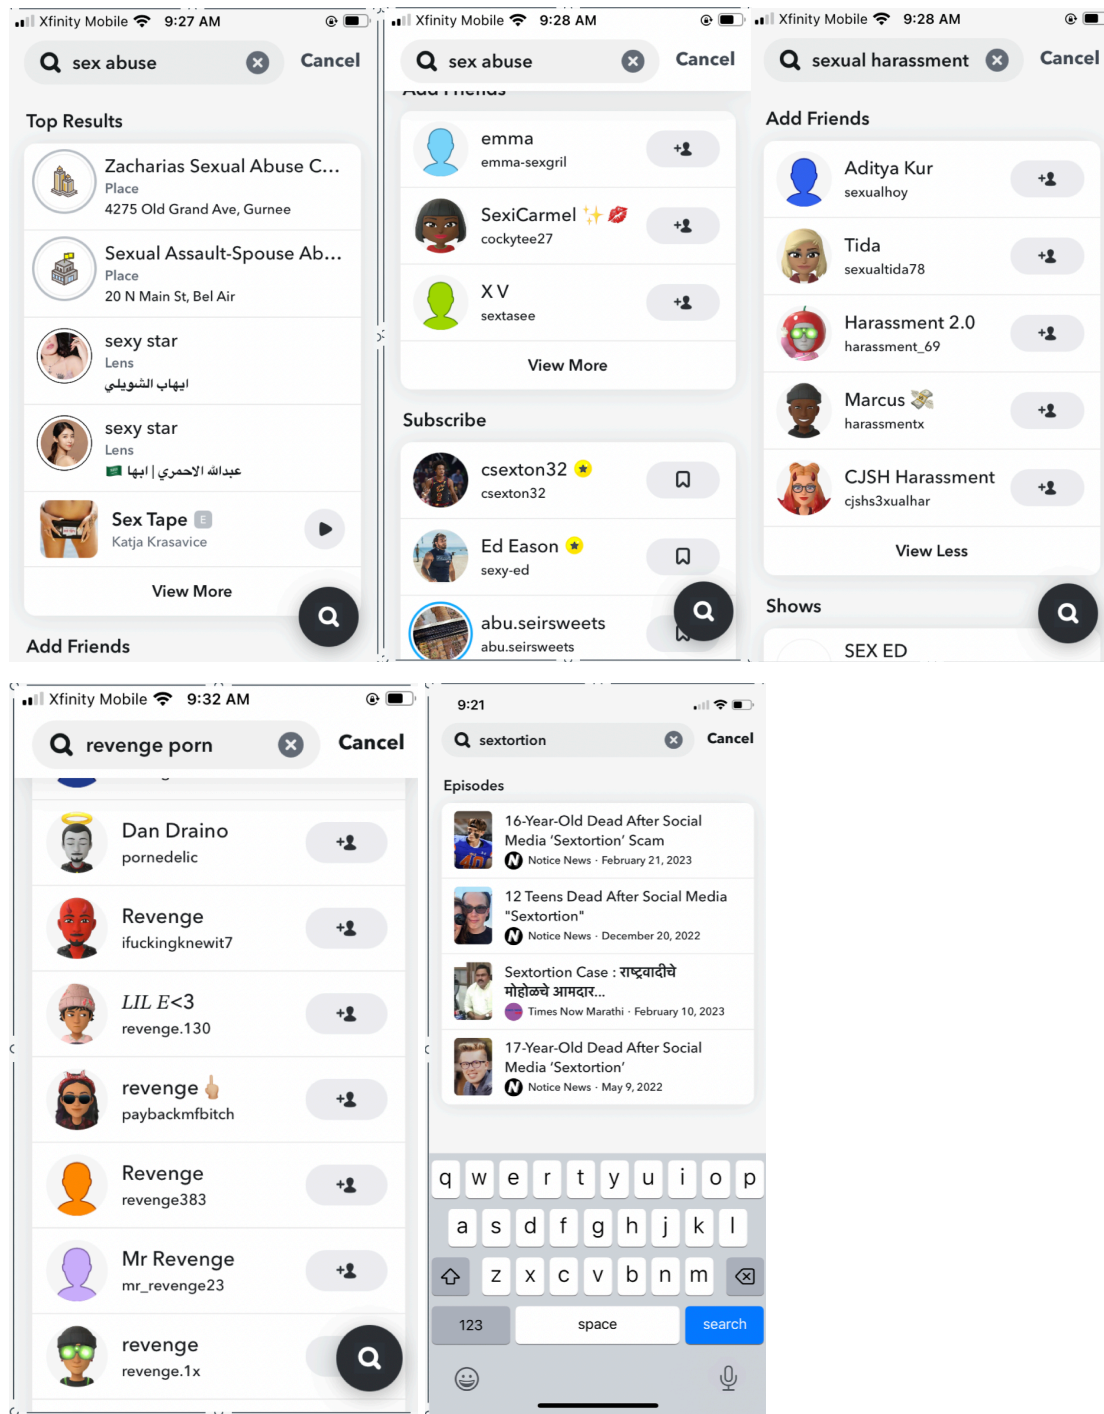 Xfinity Mobile 9:27 AM
sex abuse
Cancel
Top Results
Zacharias Sexual Abuse C...
Place
4275 Old Grand Ave, Gurnee
Sexual Assault-Spouse Ab...
Place
20 N Main St, Bel Air
sexy star
Lens
ايهاب الشويلي
sexy star
Lens
عبدالله الاحمري | ابها 🇸🇦
Sex Tape E
Katja Krasavice
View More
Add Friends
Xfinity Mobile 9:28 AM
sex abuse
Cancel
Add Friends
emma
emma-sexgril
SexiCarmel ✨💋
cockytee27
X V
sextasee
View More
Subscribe
csexton32
csexton32
Ed Eason
sexy-ed
abu.seirsweets
abu.seirsweets
Xfinity Mobile 9:28 AM
sexual harassment
Cancel
Add Friends
Aditya Kur
sexualhoy
Tida
sexualtida78
Harassment 2.0
harassment_69
Marcus 💸
harassmentx
CJSH Harassment
cjshs3xualhar
View Less
Shows
SEX ED
Xfinity Mobile 9:32 AM
revenge porn
Cancel
Dan Draino
pornedelic
Revenge
ifuckingknewit7
LIL E<3
revenge.130
revenge🖕🏼
paybackmfbitch
Revenge
revenge383
Mr Revenge
mr_revenge23
revenge
revenge.1x
9:21
sextortion
Cancel
Episodes
16-Year-Old Dead After Social
Media ‘Sextortion’ Scam
Notice News · February 21, 2023
12 Teens Dead After Social Media
"Sextortion"
Notice News · December 20, 2022
Sextortion Case : राष्ट्रवादीचे
मोहोळचे आमदार...
Times Now Marathi · February 10, 2023
17-Year-Old Dead After Social
Media ‘Sextortion’
Notice News · May 9, 2022
q w e r t y u i o p
a s d f g h j k l
z x c v b n m
123 space search